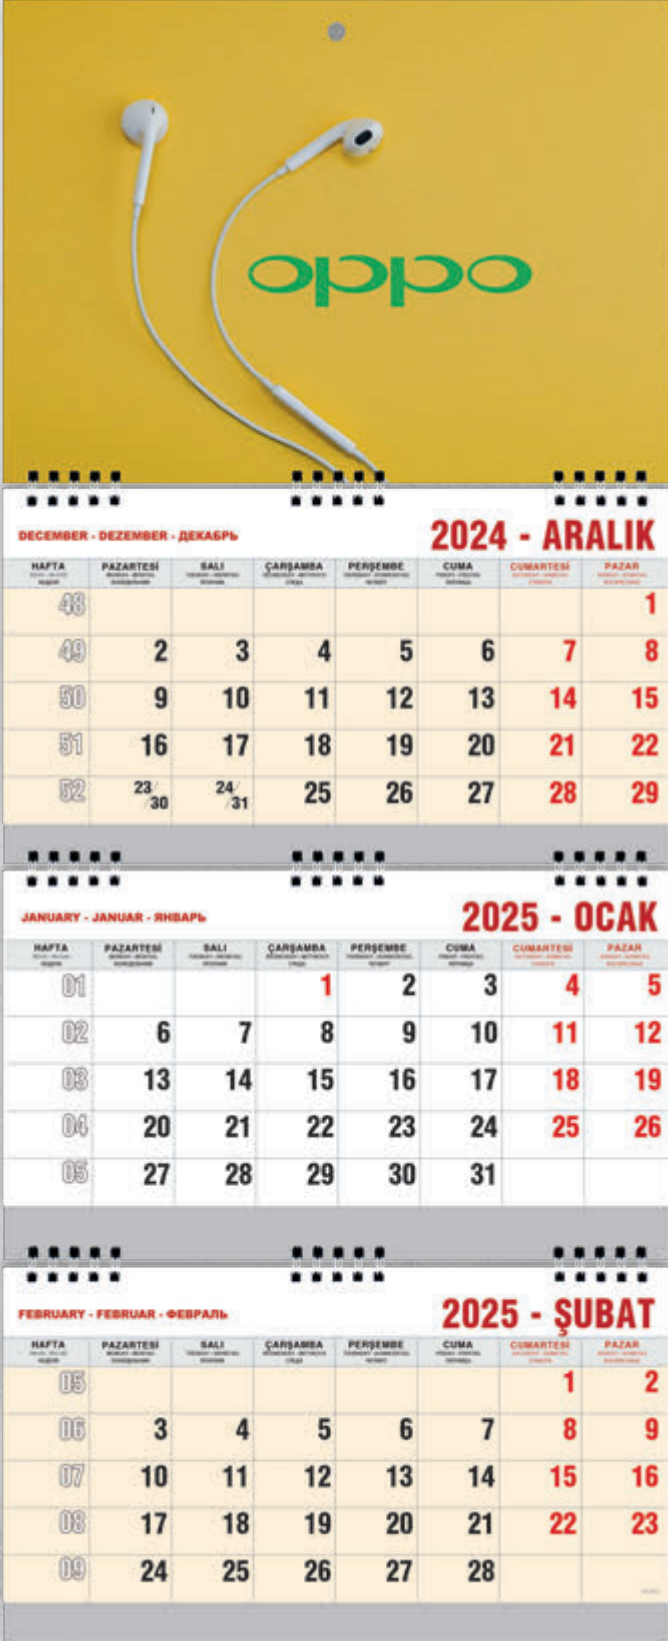 oppo
DECEMBER - DEZEMBER - ДЕКАБРЬ 2024 - ARALIK
HAFTA PAZARTESİ SALI ÇARŞAMBA PERŞEMBE CUMA CUMARTESİ PAZAR
48 1
49 2 3 4 5 6 7 8
50 9 10 11 12 13 14 15
51 16 17 18 19 20 21 22
52 23/30 24/31 25 26 27 28 29
JANUARY - JANUAR - ЯНВАРЬ 2025 - OCAK
HAFTA PAZARTESİ SALI ÇARŞAMBA PERŞEMBE CUMA CUMARTESİ PAZAR
01 1 2 3 4 5
02 6 7 8 9 10 11 12
03 13 14 15 16 17 18 19
04 20 21 22 23 24 25 26
05 27 28 29 30 31
FEBRUARY - FEBRUAR - ФЕВРАЛЬ 2025 - ŞUBAT
HAFTA PAZARTESİ SALI ÇARŞAMBA PERŞEMBE CUMA CUMARTESİ PAZAR
05 1 2
06 3 4 5 6 7 8 9
07 10 11 12 13 14 15 16
08 17 18 19 20 21 22 23
09 24 25 26 27 28